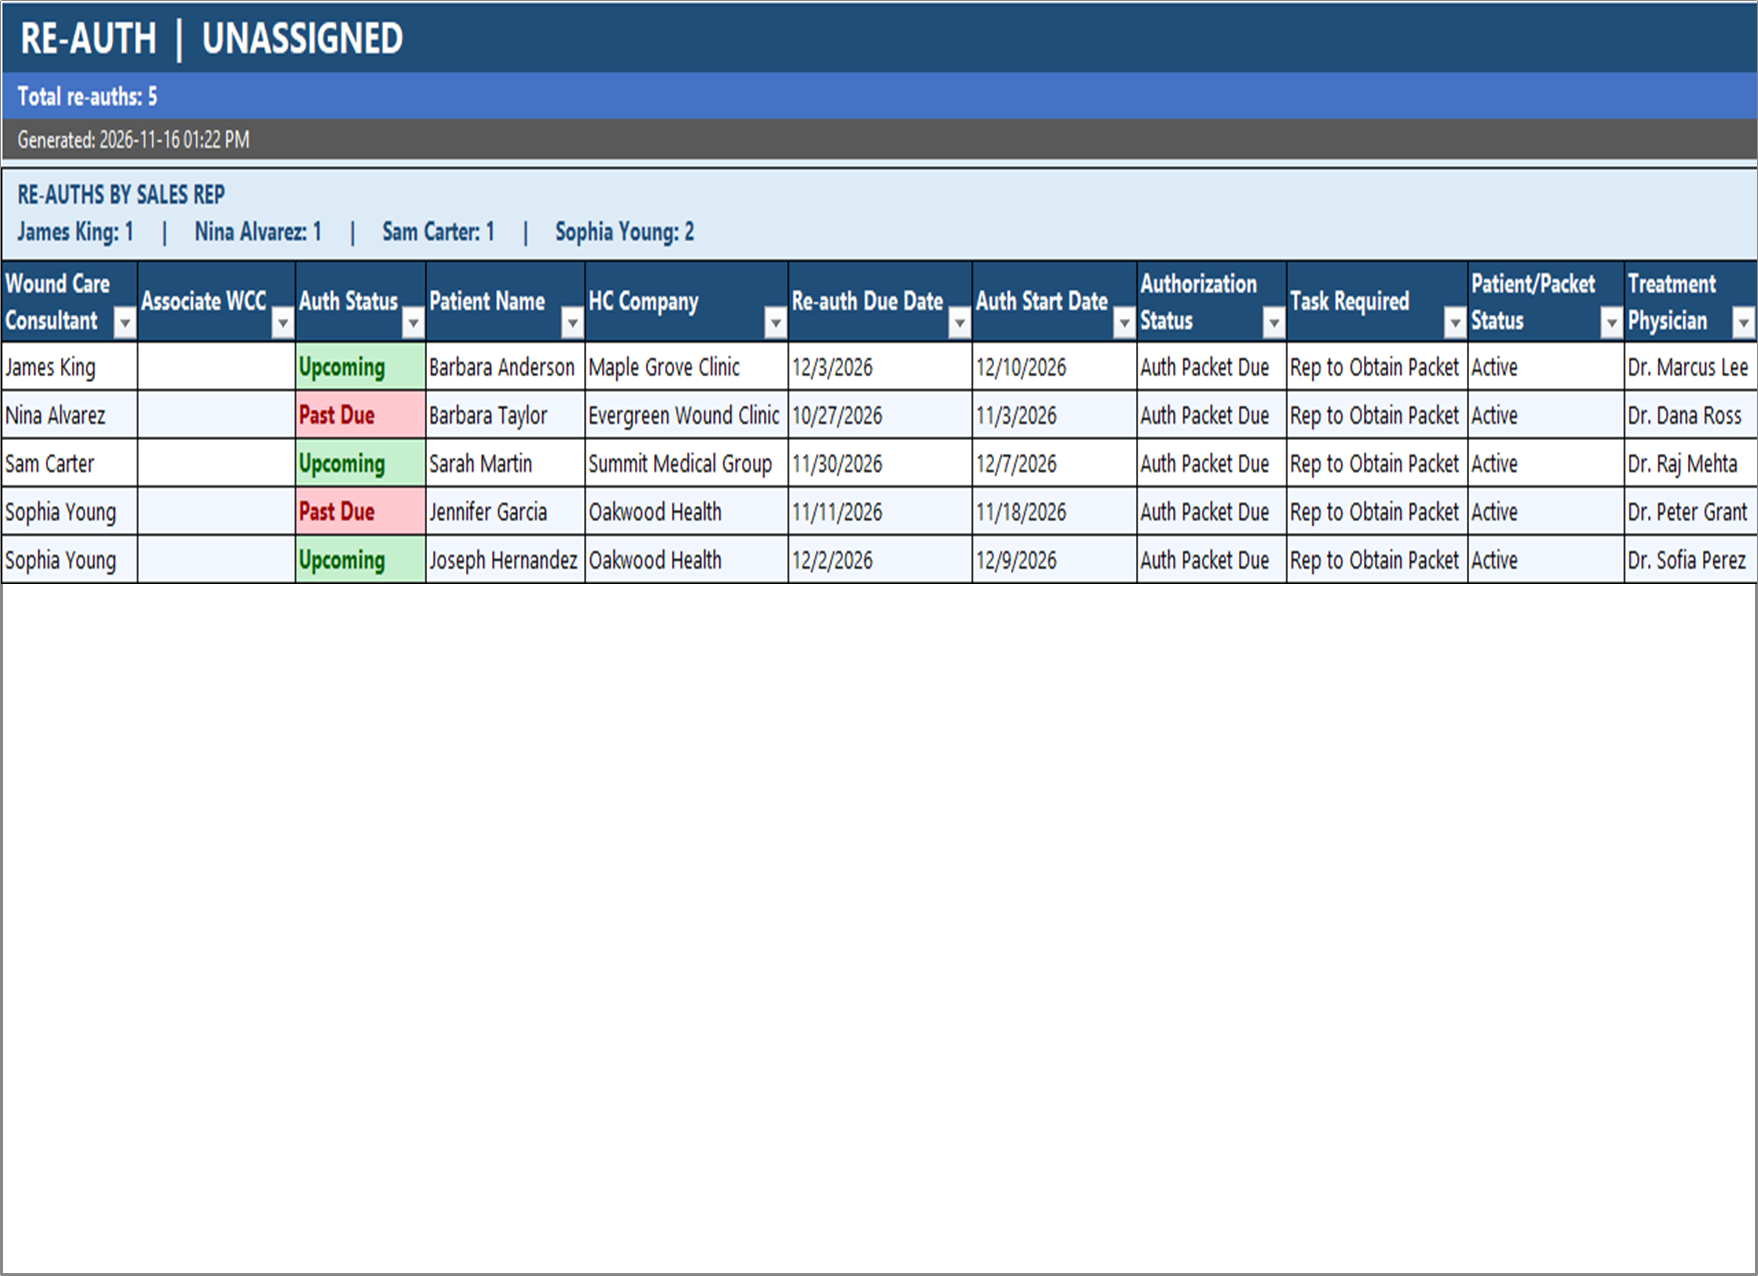 RE-AUTH | UNASSIGNED
Total re-auths: 5
Generated: 2026-11-16 01:22 PM
RE-AUTHS BY SALES REP
James King: 1 | Nina Alvarez: 1 | Sam Carter: 1 | Sophia Young: 2
Wound Care Consultant Associate WCC Auth Status Patient Name HC Company Re-auth Due Date Auth Start Date Authorization Status Task Required Patient/Packet Status Treatment Physician
James King Upcoming Barbara Anderson Maple Grove Clinic 12/3/2026 12/10/2026 Auth Packet Due Rep to Obtain Packet Active Dr. Marcus Lee
Nina Alvarez Past Due Barbara Taylor Evergreen Wound Clinic 10/27/2026 11/3/2026 Auth Packet Due Rep to Obtain Packet Active Dr. Dana Ross
Sam Carter Upcoming Sarah Martin Summit Medical Group 11/30/2026 12/7/2026 Auth Packet Due Rep to Obtain Packet Active Dr. Raj Mehta
Sophia Young Past Due Jennifer Garcia Oakwood Health 11/11/2026 11/18/2026 Auth Packet Due Rep to Obtain Packet Active Dr. Peter Grant
Sophia Young Upcoming Joseph Hernandez Oakwood Health 12/2/2026 12/9/2026 Auth Packet Due Rep to Obtain Packet Active Dr. Sofia Perez